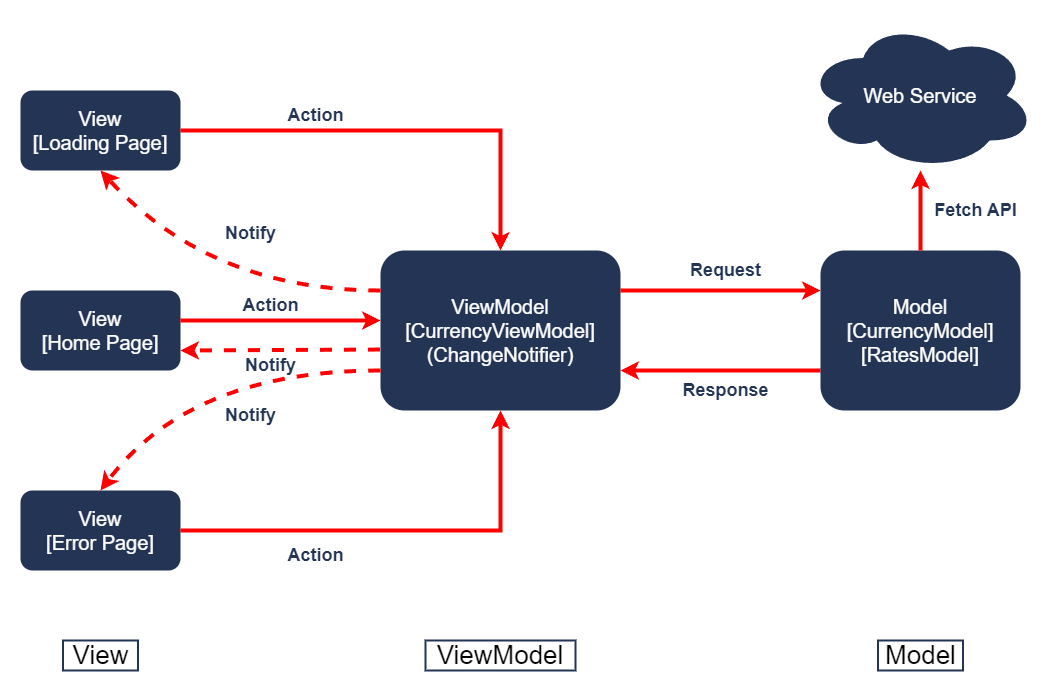 Web Service
View
[Loading Page]
Action
Fetch API
Notify
Request
View
[Home Page]
Action
ViewModel
[CurrencyViewModel]
(ChangeNotifier)
Model
[CurrencyModel]
[RatesModel]
Notify
Response
Notify
View
[Error Page]
Action
View
ViewModel
Model